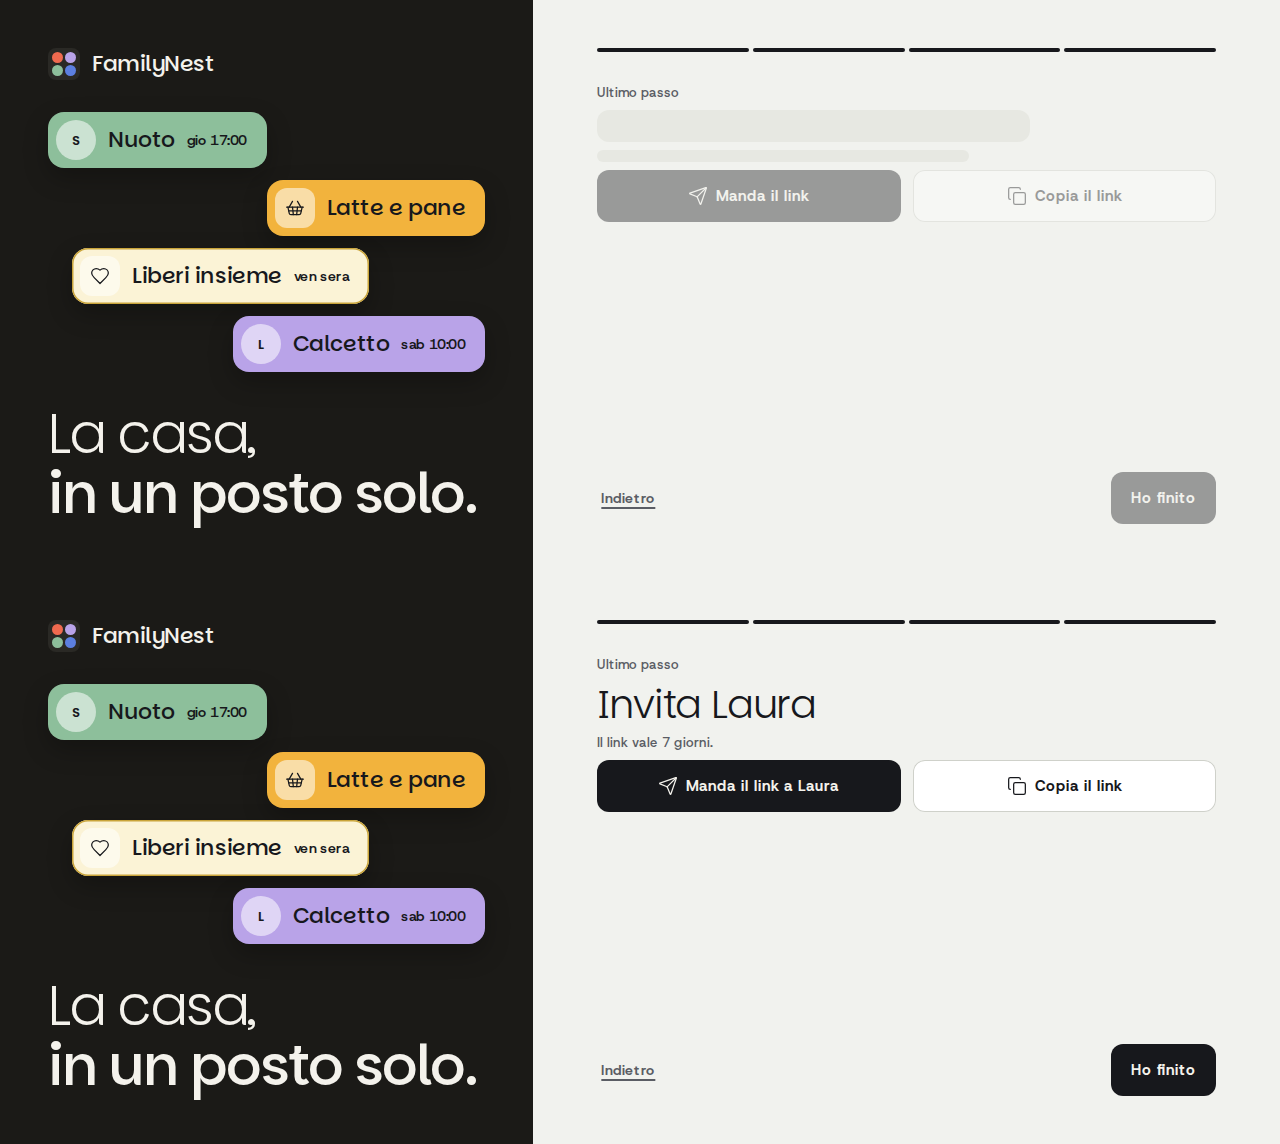 FamilyNest
S Nuoto gio 17:00
Latte e pane
Liberi insieme ven sera
L Calcetto sab 10:00
La casa,
in un posto solo.
Ultimo passo
Manda il link
Copia il link
Indietro
Ho finito
FamilyNest
S Nuoto gio 17:00
Latte e pane
Liberi insieme ven sera
L Calcetto sab 10:00
La casa,
in un posto solo.
Ultimo passo
Invita Laura
Il link vale 7 giorni.
Manda il link a Laura
Copia il link
Indietro
Ho finito